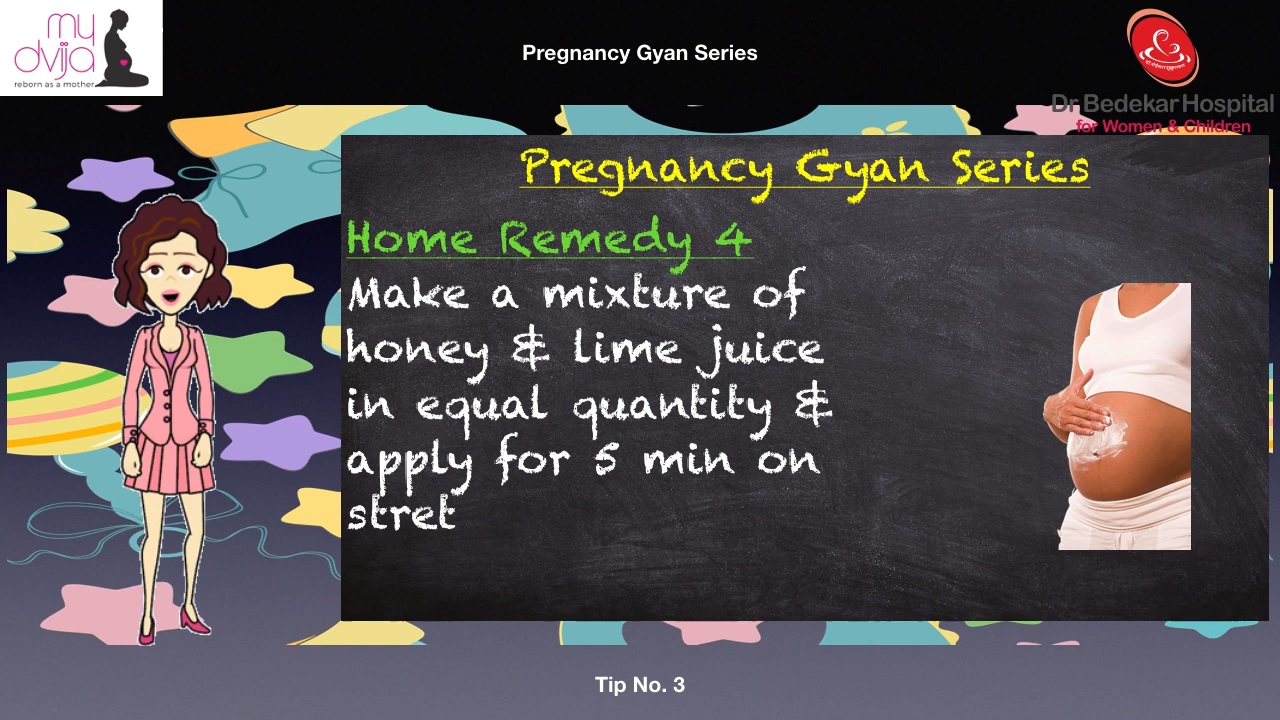 my
dvija
reborn as a mother
Pregnancy Gyan Series
Dr Bedekar Hospital
for Women & Children
Pregnancy Gyan Series
Home Remedy 4
Make a mixture of
honey & lime juice
in equal quantity &
apply for 5 min on
stret
Tip No. 3